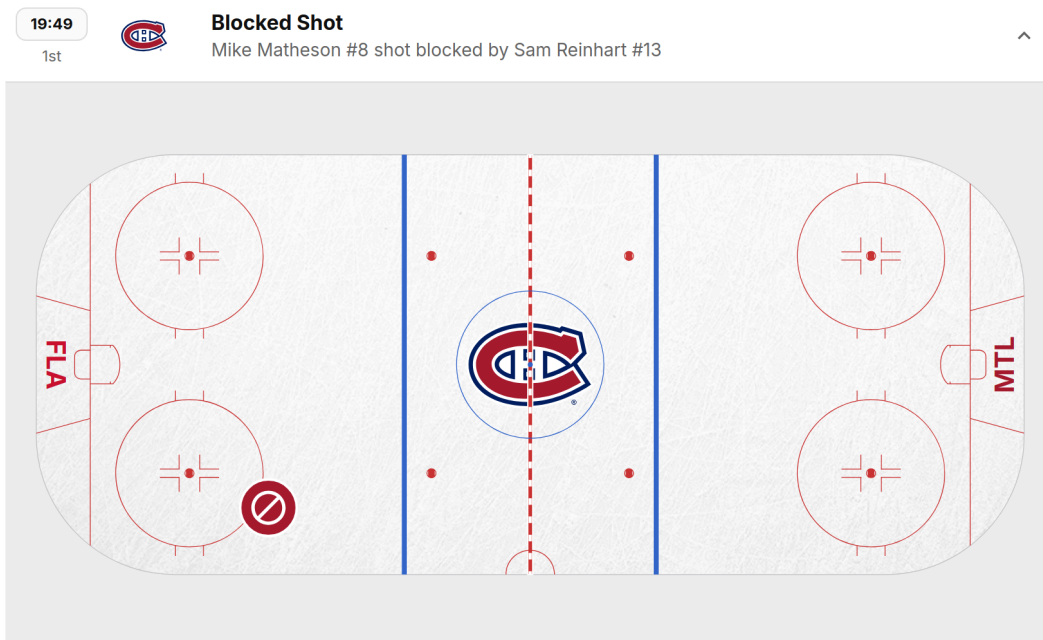 19:49
1st
Blocked Shot
Mike Matheson #8 shot blocked by Sam Reinhart #13
FLA
MTL
®